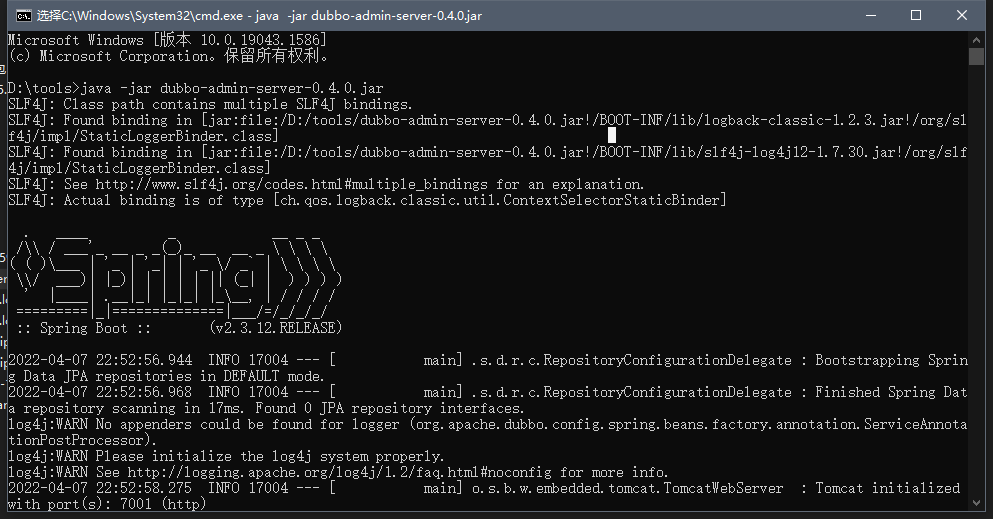 选择C:\Windows\System32\cmd.exe - java  -jar dubbo-admin-server-0.4.0.jar
Microsoft Windows [版本 10.0.19043.1586]
(c) Microsoft Corporation。保留所有权利。
D:\tools>java -jar dubbo-admin-server-0.4.0.jar
SLF4J: Class path contains multiple SLF4J bindings.
SLF4J: Found binding in [jar:file:/D:/tools/dubbo-admin-server-0.4.0.jar!/BOOT-INF/lib/logback-classic-1.2.3.jar!/org/sl
f4j/impl/StaticLoggerBinder.class]
SLF4J: Found binding in [jar:file:/D:/tools/dubbo-admin-server-0.4.0.jar!/BOOT-INF/lib/slf4j-log4j12-1.7.30.jar!/org/slf
4j/impl/StaticLoggerBinder.class]
SLF4J: See http://www.slf4j.org/codes.html#multiple_bindings for an explanation.
SLF4J: Actual binding is of type [ch.qos.logback.classic.util.ContextSelectorStaticBinder]
Spring
:: Spring Boot ::       (v2.3.12.RELEASE)
2022-04-07 22:52:56.944  INFO 17004 --- [           main] .s.d.r.c.RepositoryConfigurationDelegate : Bootstrapping Sprin
g Data JPA repositories in DEFAULT mode.
2022-04-07 22:52:56.968  INFO 17004 --- [           main] .s.d.r.c.RepositoryConfigurationDelegate : Finished Spring Dat
a repository scanning in 17ms. Found 0 JPA repository interfaces.
log4j:WARN No appenders could be found for logger (org.apache.dubbo.config.spring.beans.factory.annotation.ServiceAnnota
tionPostProcessor).
log4j:WARN Please initialize the log4j system properly.
log4j:WARN See http://logging.apache.org/log4j/1.2/faq.html#noconfig for more info.
2022-04-07 22:52:58.275  INFO 17004 --- [           main] o.s.b.w.embedded.tomcat.TomcatWebServer  : Tomcat initialized
with port(s): 7001 (http)